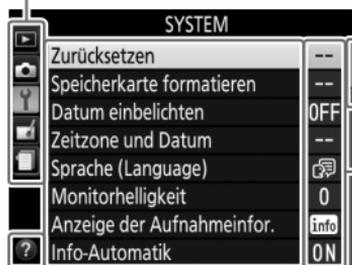 SYSTEM
Zurücksetzen --
Speicherkarte formatieren --
Datum einbelichten OFF
Zeitzone und Datum --
Sprache (Language)
Monitorhelligkeit 0
Anzeige der Aufnahmeinfor. info
? Info-Automatik ON